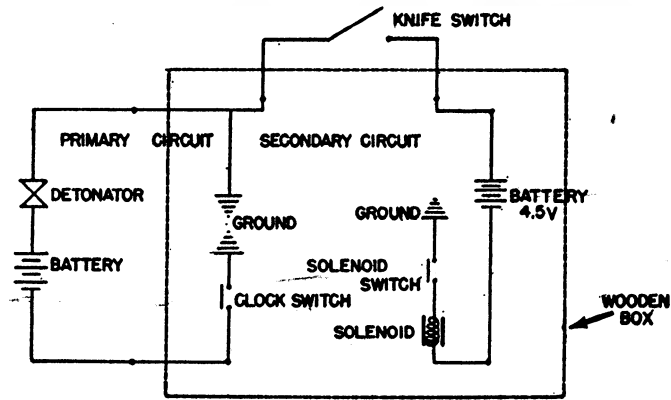 KNIFE SWITCH
PRIMARY CIRCUIT
SECONDARY CIRCUIT
DETONATOR
BATTERY
4.5V
GROUND
GROUND
BATTERY
SOLENOID
SWITCH
CLOCK SWITCH
WOODEN
BOX
SOLENOID